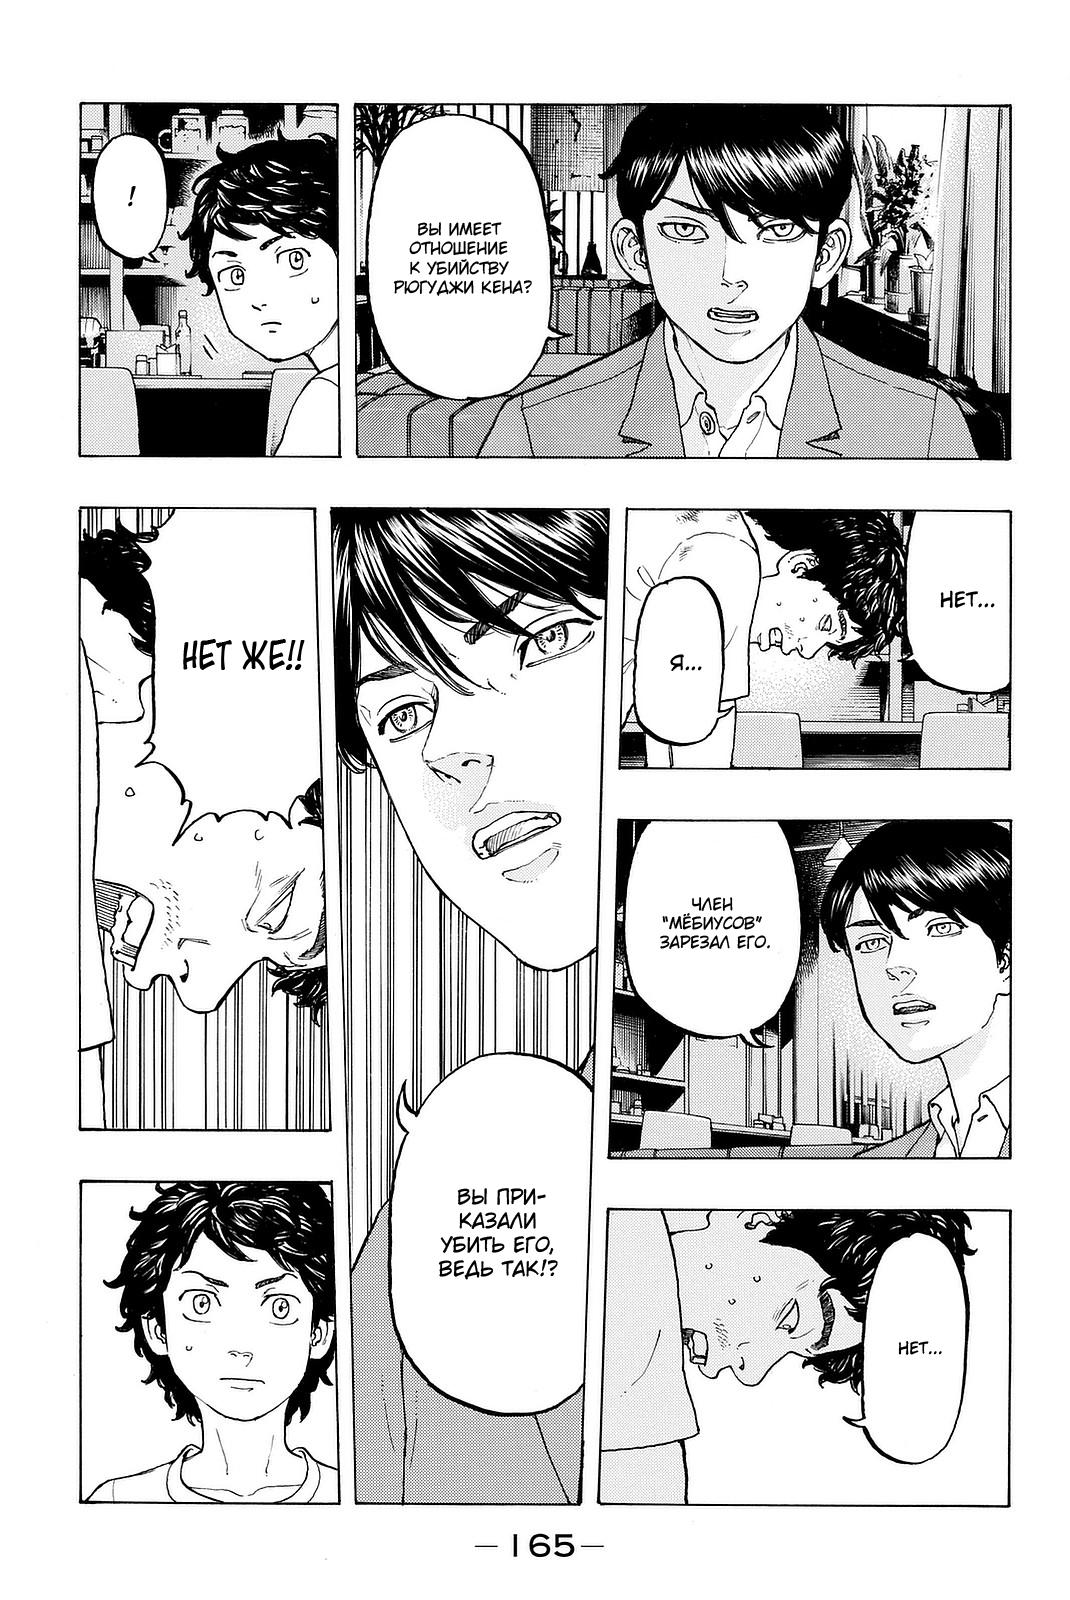 ВЫ ИМЕЕТ
ОТНОШЕНИЕ
К УБИЙСТВУ
РЮГУДЖИ КЕНА?
!
НЕТ...
Я...
ЧЛЕН
"МЁБИУСОВ"
ЗАРЕЗАЛ ЕГО.
НЕТ...
ВЫ ПРИ-
КАЗАЛИ
УБИТЬ ЕГО,
ВЕДЬ ТАК!?
НЕТ ЖЕ!!
— 165 —